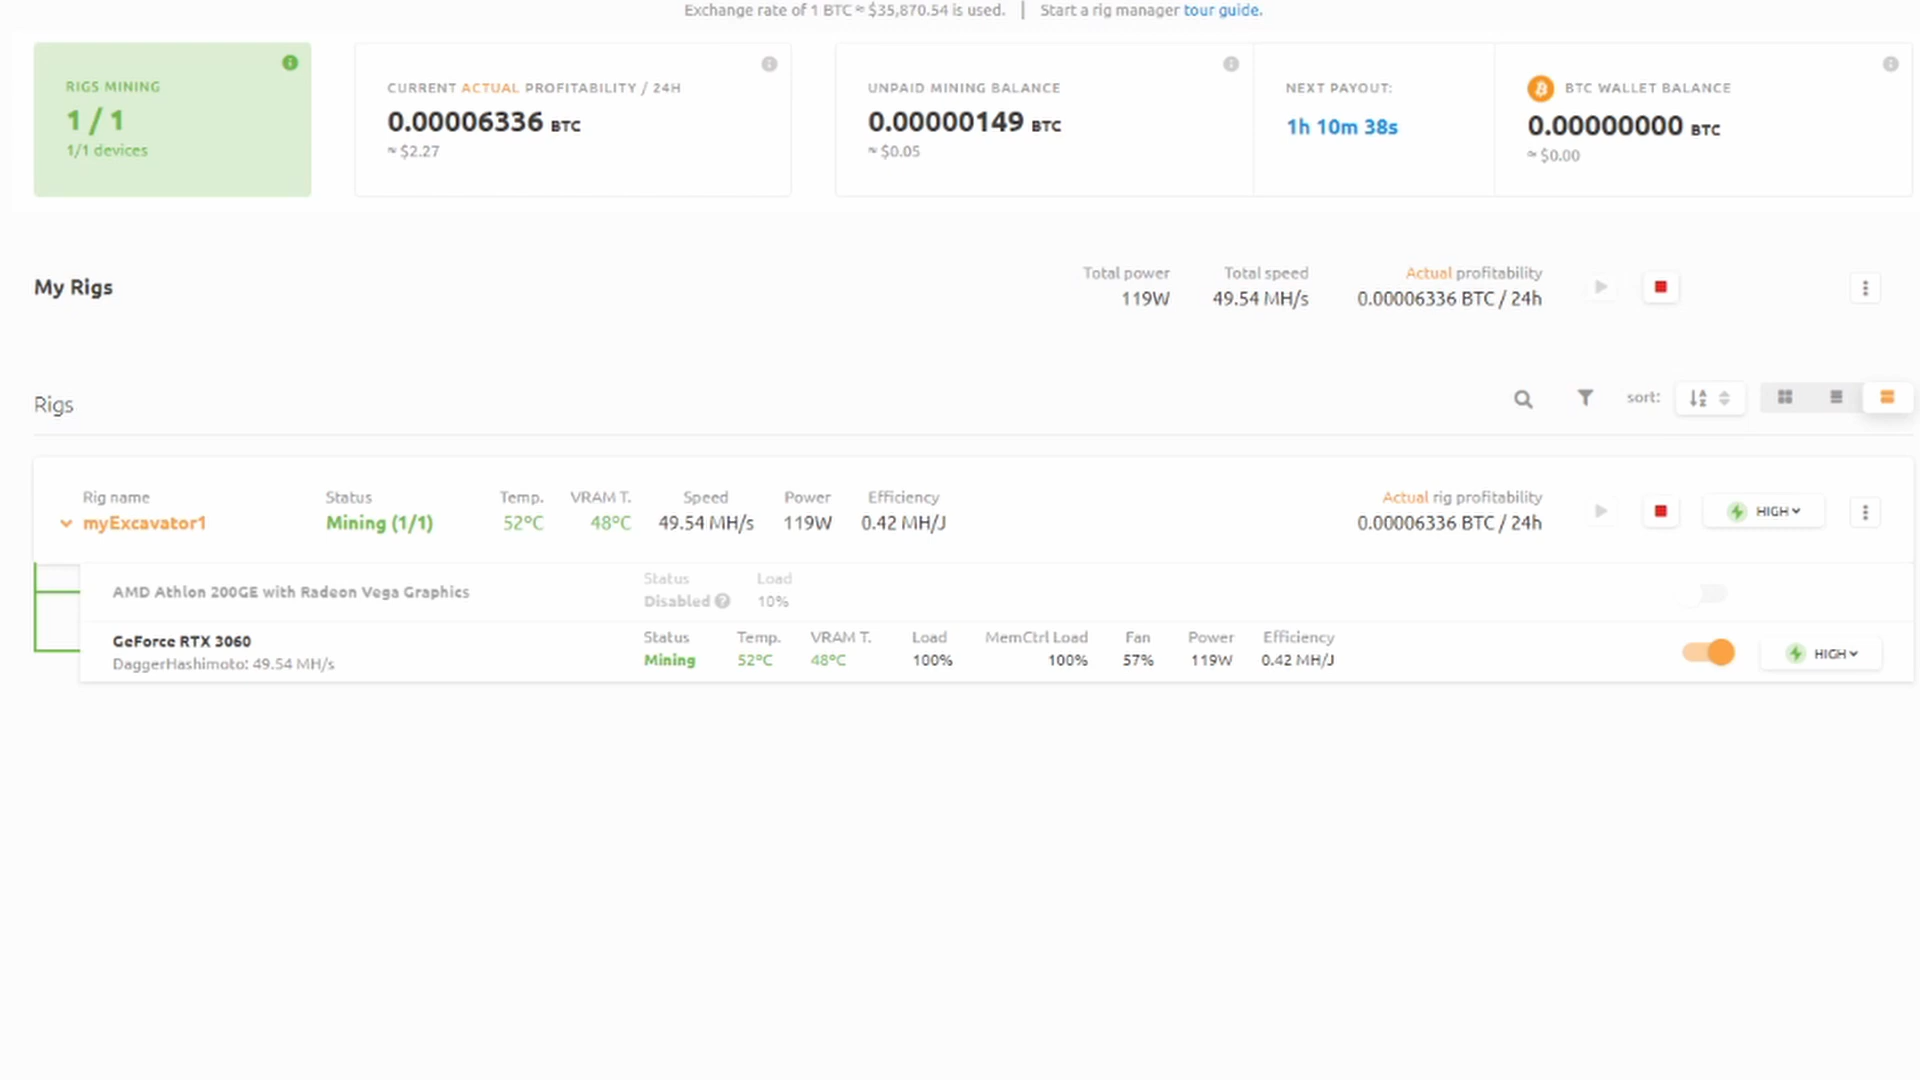 Exchange rate of 1 BTC ≈ $35,870.54 is used. | Start a rig manager tour guide.
RIGS MINING
1 / 1
1/1 devices
CURRENT ACTUAL PROFITABILITY / 24H
0.00006336 BTC
≈ $2.27
UNPAID MINING BALANCE
0.00000149 BTC
≈ $0.05
NEXT PAYOUT:
1h 10m 38s
BTC WALLET BALANCE
0.00000000 BTC
≈ $0.00
My Rigs
Total power Total speed Actual profitability
119W 49.54 MH/s 0.00006336 BTC / 24h
Rigs
sort:
Rig name Status Temp. VRAM T. Speed Power Efficiency Actual rig profitability
myExcavator1 Mining (1/1) 52°C 48°C 49.54 MH/s 119W 0.42 MH/J 0.00006336 BTC / 24h HIGH
AMD Athlon 200GE with Radeon Vega Graphics
Status Load
Disabled 10%
GeForce RTX 3060
DaggerHashimoto: 49.54 MH/s
Status Temp. VRAM T. Load MemCtrl Load Fan Power Efficiency
Mining 52°C 48°C 100% 100% 57% 119W 0.42 MH/J
HIGH